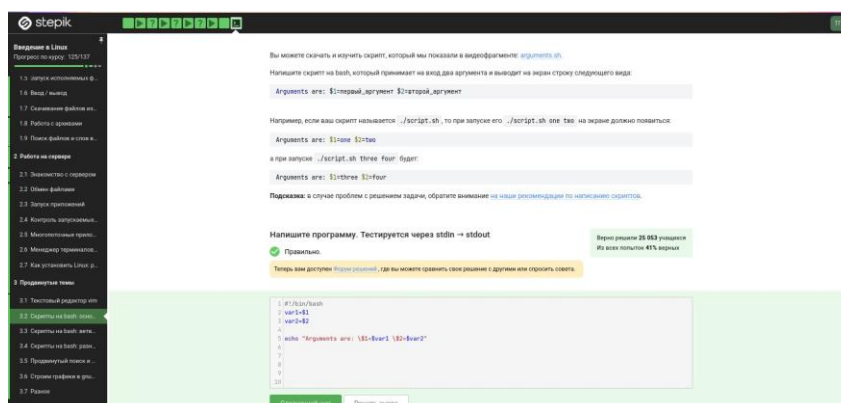 stepik
Введение в Linux
Прогресс по курсу: 125/137
1.5 Запуск исполняемых ф...
1.6 Ввод / вывод
1.7 Скачивание файлов из...
1.8 Работа с архивами
1.9 Поиск файлов и слов в...
2 Работа на сервере
2.1 Знакомство с сервером
2.2 Обмен файлами
2.3 Запуск приложений
2.4 Контроль запускаемых...
2.5 Многопоточные прило...
2.6 Менеджер терминалов...
2.7 Как установить Linux: р...
3 Продвинутые темы
3.1 Текстовый редактор vim
3.2 Скрипты на bash: осно...
3.3 Скрипты на bash: ветв...
3.4 Скрипты на bash: разн...
3.5 Продвинутый поиск и ...
3.6 Строим графики в gnu...
3.7 Разное
Вы можете скачать и изучить скрипт, который мы показали в видеофрагменте: arguments.sh.
Напишите скрипт на bash, который принимает на вход два аргумента и выводит на экран строку следующего вида:
Arguments are: $1=первый_аргумент $2=второй_аргумент
Например, если ваш скрипт называется ./script.sh, то при запуске его ./script.sh one two на экране должно появиться:
Arguments are: $1=one $2=two
а при запуске ./script.sh three four будет:
Arguments are: $1=three $2=four
Подсказка: в случае проблем с решением задачи, обратите внимание на наши рекомендации по написанию скриптов.
Напишите программу. Тестируется через stdin → stdout
Верно решили 25 053 учащихся
Из всех попыток 41% верных
Правильно.
Теперь вам доступен Форум решений, где вы можете сравнить свое решение с другими или спросить совета.
1 #!/bin/bash
2 var1=$1
3 var2=$2
4
5 echo "Arguments are: \$1=$var1 \$2=$var2"
6
7
8
9
10